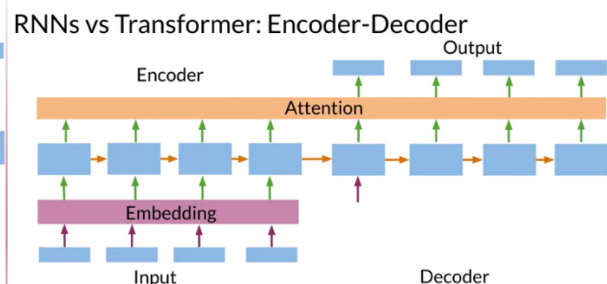 RNNs vs Transformer: Encoder-Decoder
Output
Encoder
Attention
Embedding
Input
Decoder